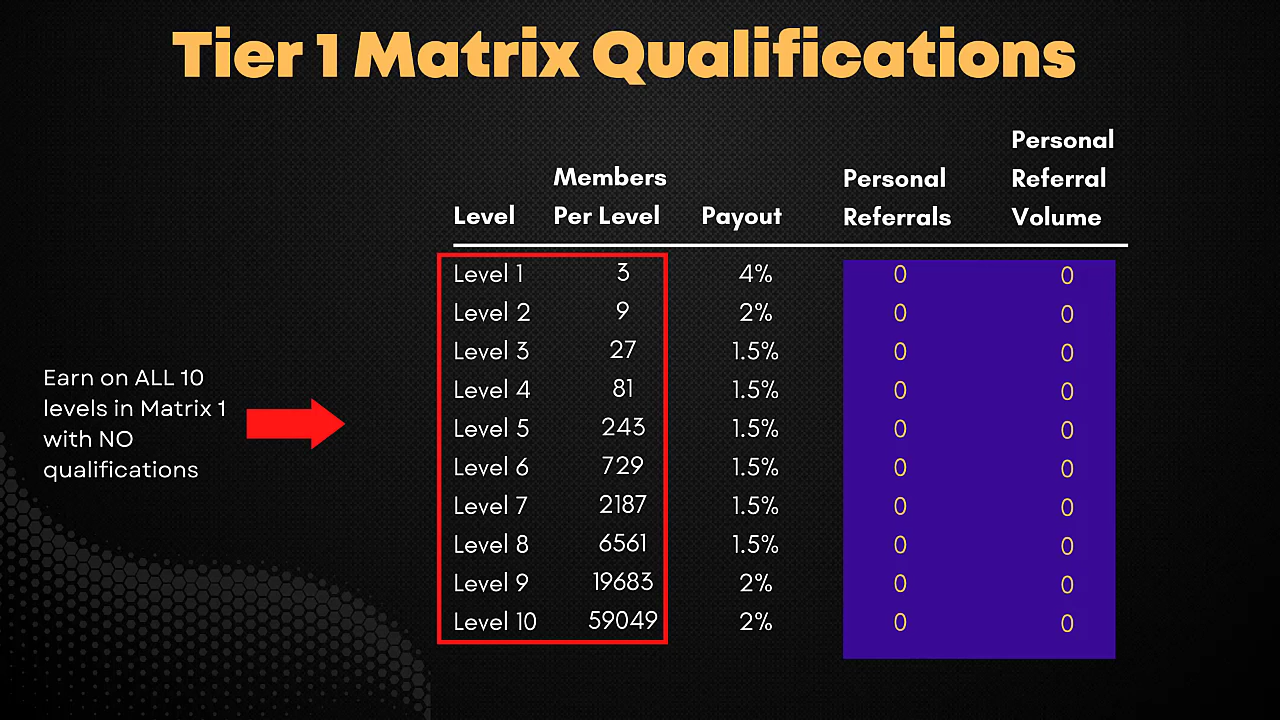 Tier 1 Matrix Qualifications
Personal
Members Personal Referral
Level Per Level Payout Referrals Volume
Level 1 3 4% 0 0
Level 2 9 2% 0 0
Level 3 27 1.5% 0 0
Level 4 81 1.5% 0 0
Level 5 243 1.5% 0 0
Level 6 729 1.5% 0 0
Level 7 2187 1.5% 0 0
Level 8 6561 1.5% 0 0
Level 9 19683 2% 0 0
Level 10 59049 2% 0 0
Earn on ALL 10
levels in Matrix 1
with NO
qualifications